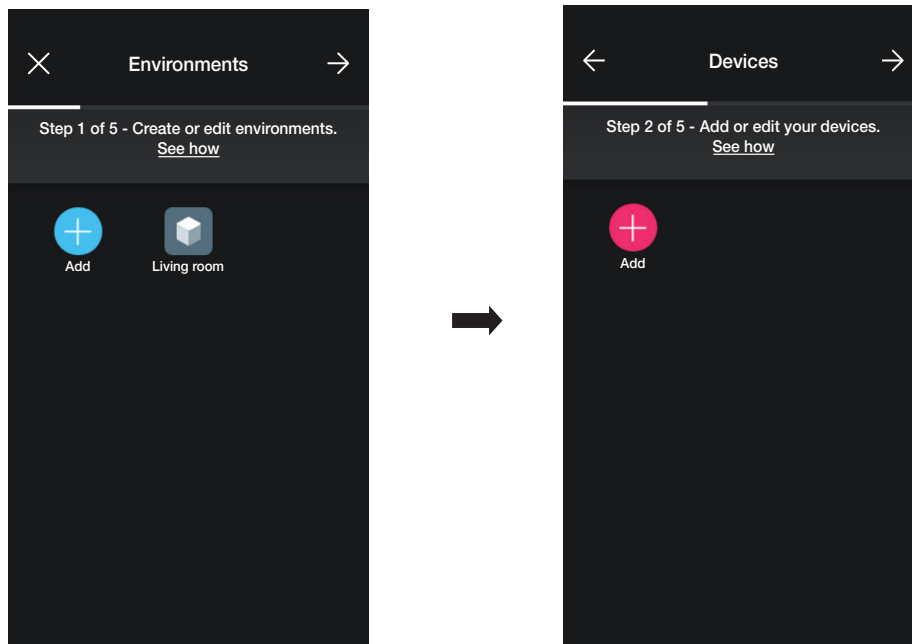 Environments
Step 1 of 5 - Create or edit environments.
See how
Add
Living room
Devices
Step 2 of 5 - Add or edit your devices.
See how
Add